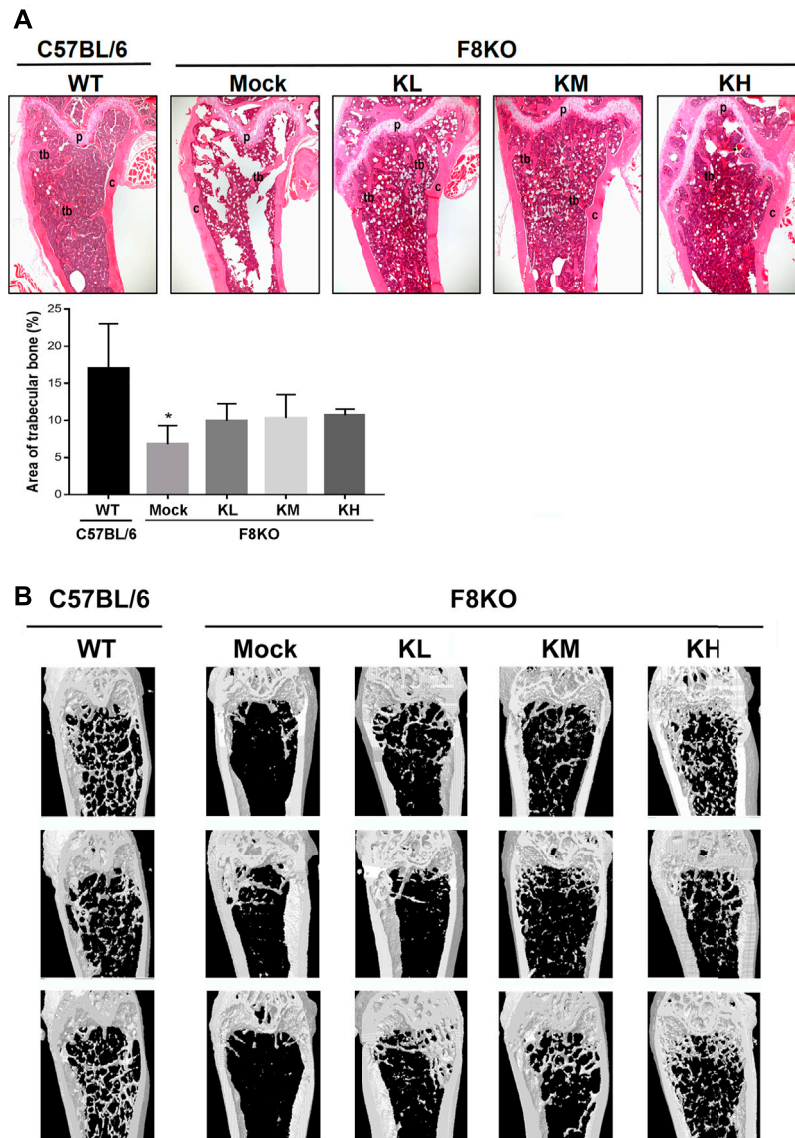 A
C57BL/6 F8KO
WT Mock KL KM KH
p p p p p
tb tb tb tb tb
tb tb tb
c c c c c
25
20
15
10
5
0
Area of trabecular bone (%)
*
WT Mock KL KM KH
C57BL/6 F8KO
B
C57BL/6 F8KO
WT Mock KL KM KH